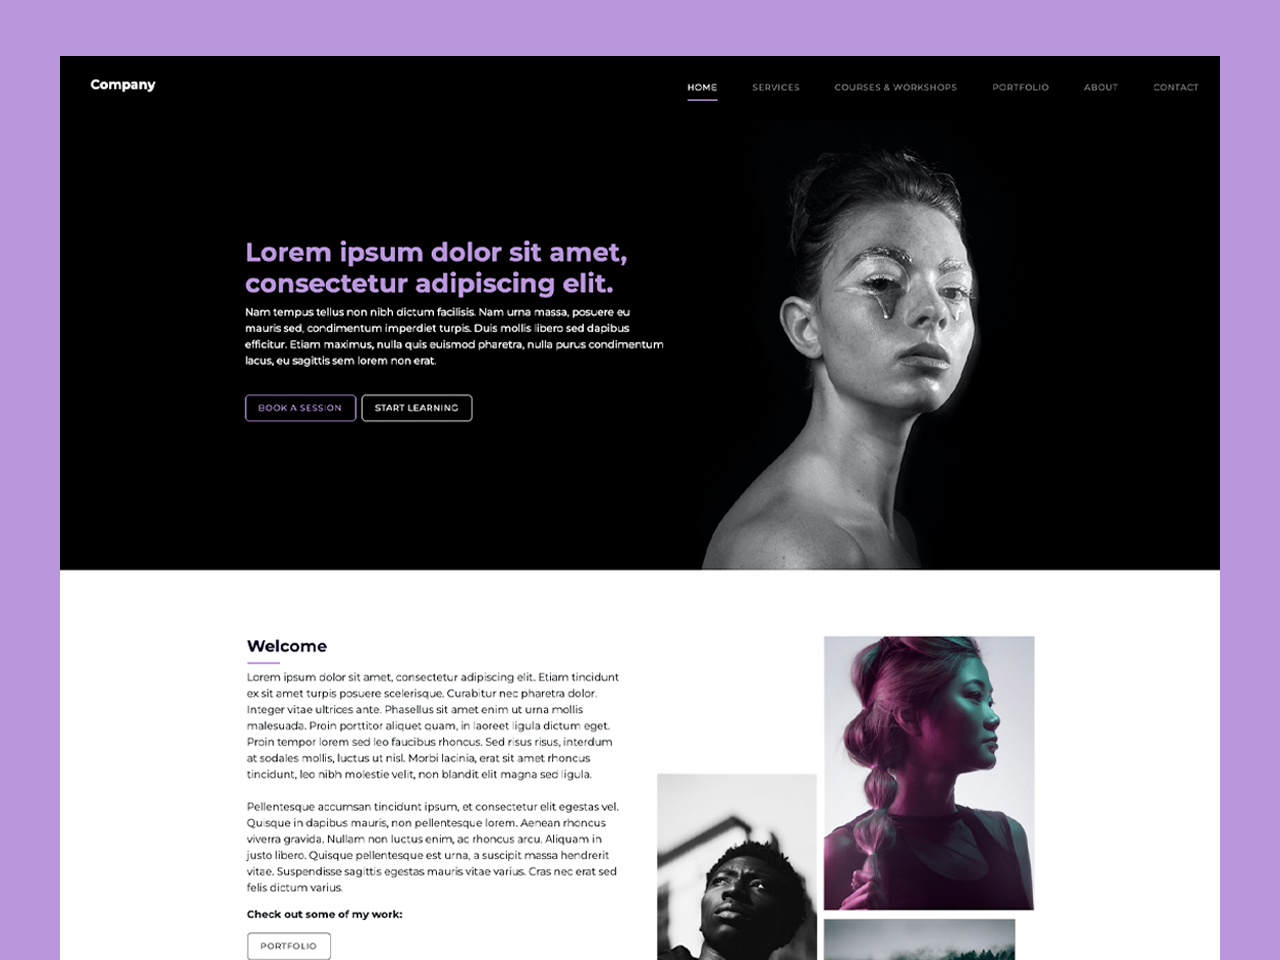 Company
HOME SERVICES COURSES & WORKSHOPS PORTFOLIO ABOUT CONTACT
Lorem ipsum dolor sit amet,
consectetur adipiscing elit.
Nam tempus tellus non nibh dictum facilisis. Nam urna massa, posuere eu
mauris sed, condimentum imperdiet turpis. Duis mollis libero sed dapibus
efficitur. Etiam maximus, nulla quis euismod pharetra, nulla purus condimentum
lacus, eu sagittis sem lorem non erat.
BOOK A SESSION START LEARNING
Welcome
Lorem ipsum dolor sit amet, consectetur adipiscing elit. Etiam tincidunt
ex sit amet turpis posuere scelerisque. Curabitur nec pharetra dolor.
Integer vitae ultrices ante. Phasellus sit amet enim ut urna mollis
malesuada. Proin porttitor aliquet quam, in laoreet ligula dictum eget.
Proin tempor lorem sed leo faucibus rhoncus. Sed risus risus, interdum
at sodales mollis, luctus ut nisl. Morbi lacinia, erat sit amet rhoncus
tincidunt, leo nibh molestie velit, non blandit elit magna sed ligula.
Pellentesque accumsan tincidunt ipsum, et consectetur elit egestas vel.
Quisque in dapibus mauris, non pellentesque lorem. Aenean rhoncus
viverra gravida. Nullam non luctus enim, ac rhoncus arcu. Aliquam in
justo libero. Quisque pellentesque est urna, a suscipit massa hendrerit
vitae. Suspendisse sagittis egestas mauris vitae varius. Cras nec erat sed
felis dictum varius.
Check out some of my work:
PORTFOLIO